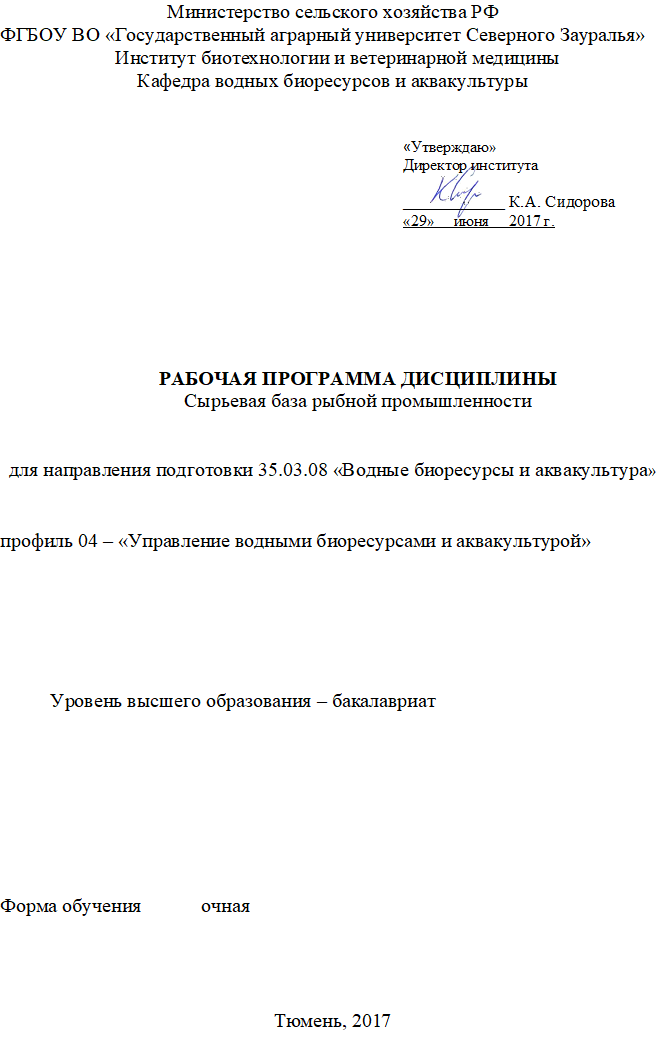 Министерство сельского хозяйства РФ
ФГБОУ ВО «Государственный аграрный университет Северного Зауралья»
Институт биотехнологии и ветеринарной медицины
Кафедра водных биоресурсов и аквакультуры
«Утверждаю»
Директор института
_____________ К.А. Сидорова
«29» июня 2017 г.
РАБОЧАЯ ПРОГРАММА ДИСЦИПЛИНЫ
Сырьевая база рыбной промышленности
для направления подготовки 35.03.08 «Водные биоресурсы и аквакультура»
профиль 04 – «Управление водными биоресурсами и аквакультурой»
Уровень высшего образования – бакалавриат
Форма обучения очная
Тюмень, 2017